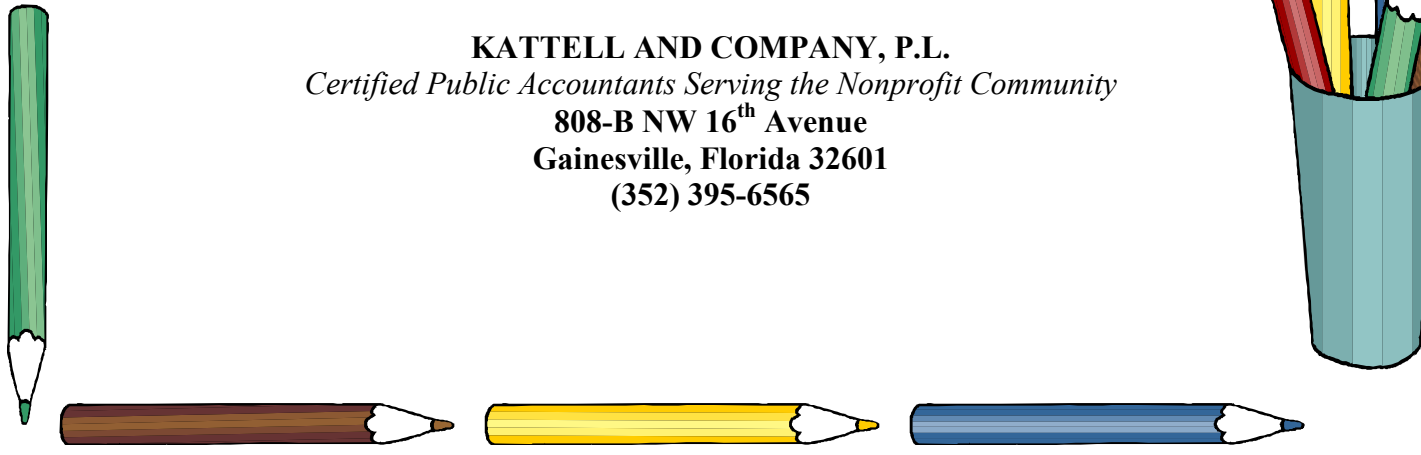 KATTELL AND COMPANY, P.L.
Certified Public Accountants Serving the Nonprofit Community
808-B NW 16th Avenue
Gainesville, Florida 32601
(352) 395-6565